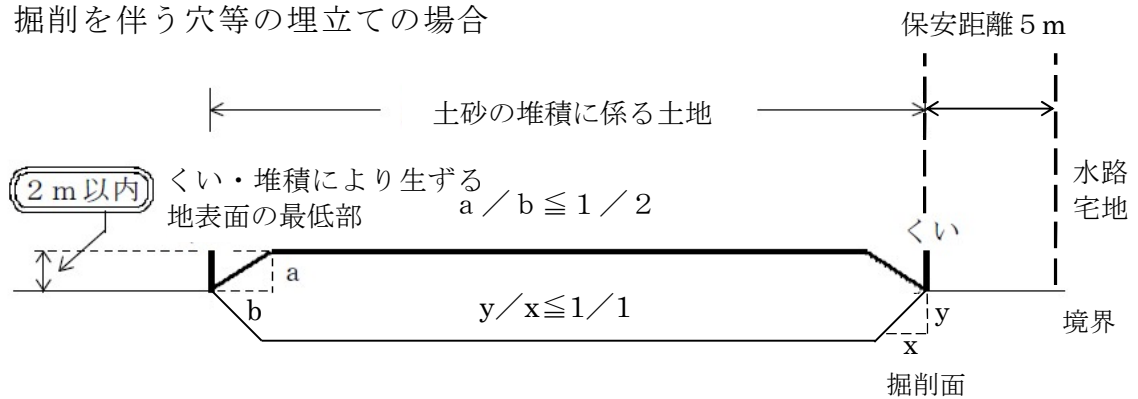 掘削を伴う穴等の埋立ての場合
保安距離５ｍ
土砂の堆積に係る土地
２ｍ以内
くい・堆積により生ずる
地表面の最低部
ａ／ｂ≦１／２
水路
宅地
くい
a
b
y／x≦1／1
y
x
境界
掘削面